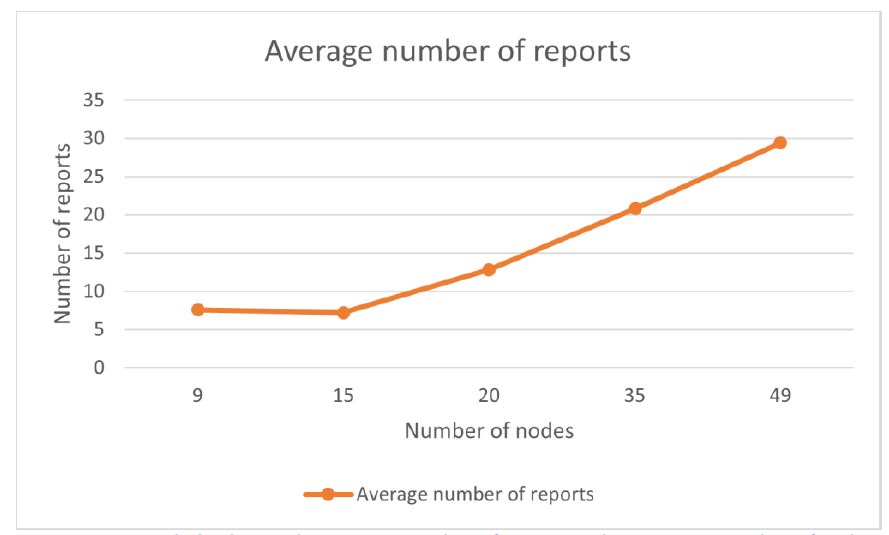 Average number of reports
35
30
25
20
15
10
5
0
Number of reports
9 15 20 35 49
Number of nodes
Average number of reports